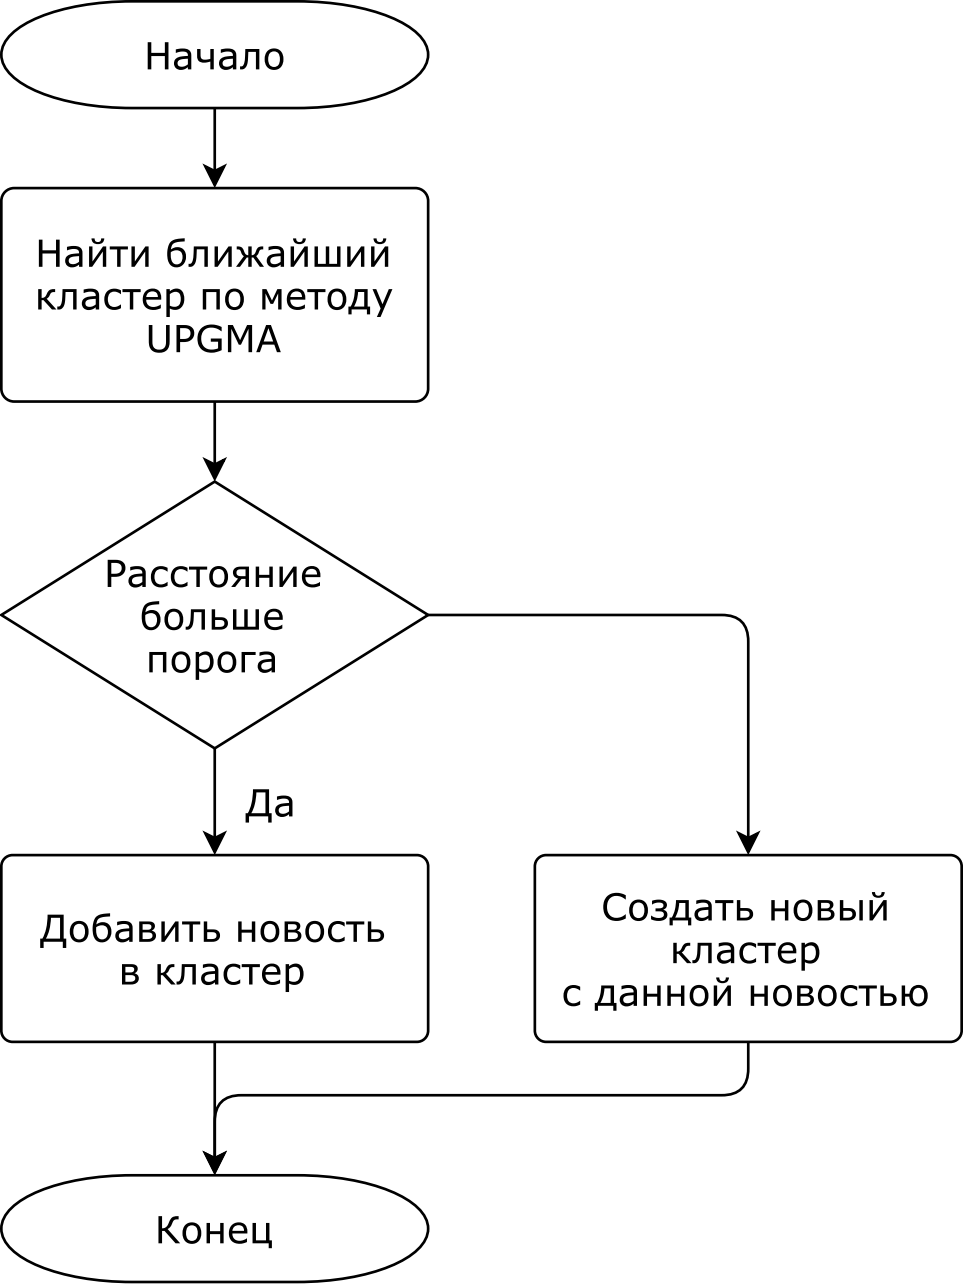 Начало
Найти ближайший
кластер по методу
UPGMA
Расстояние
больше
порога
Да
Добавить новость
в кластер
Создать новый
кластер
с данной новостью
Конец